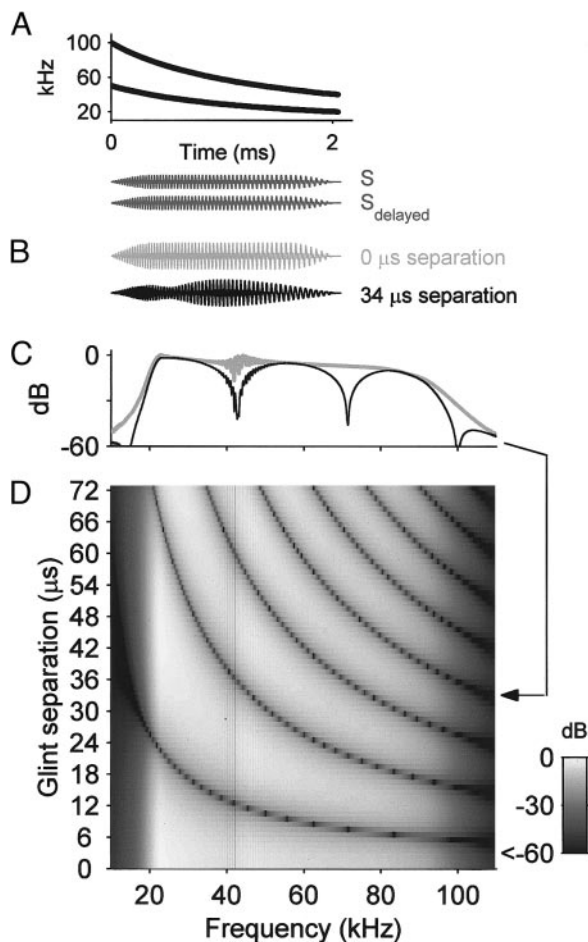 A
100
60
20
kHz
0
2
Time (ms)
S
S delayed
B
0 μs separation
34 μs separation
C
0
dB
-60
D
72
66
60
54
48
42
36
30
24
18
12
6
0
Glint separation (μs)
20
40
60
80
100
Frequency (kHz)
dB
0
-30
<-60